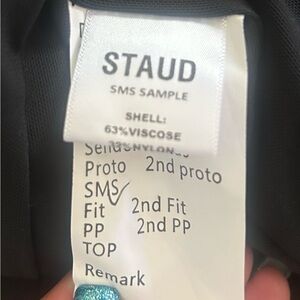 STAUD
SMS SAMPLE
SHELL:
63%VISCOSE
Proto 2nd proto
SMS
Fit 2nd Fit
PP 2nd PP
TOP
Remark